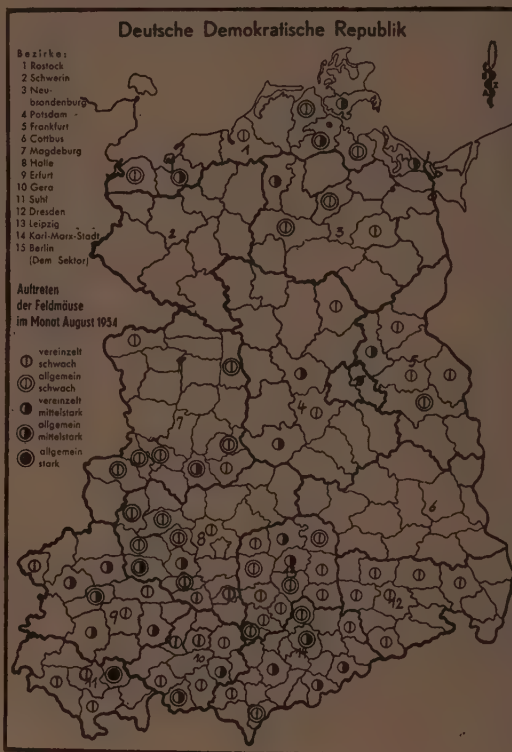 Deutsche Demokratische Republik
Bezirke:
1 Rostock
2 Schwerin
3 Neu-
brandenburg
4 Potsdam
5 Frankfurt
6 Cottbus
7 Magdeburg
8 Halle
9 Erfurt
10 Gera
11 Suhl
12 Dresden
13 Leipzig
14 Karl-Marx-Stadt
15 Berlin
(Dem Sektor)
Auftreten
der Feldmäuse
im Monat August 1954
vereinzelt
schwach
allgemein
schwach
vereinzelt
mittelstark
allgemein
mittelstark
allgemein
stark
1
2
3
5
4
7
6
8
9
12
10
14
11